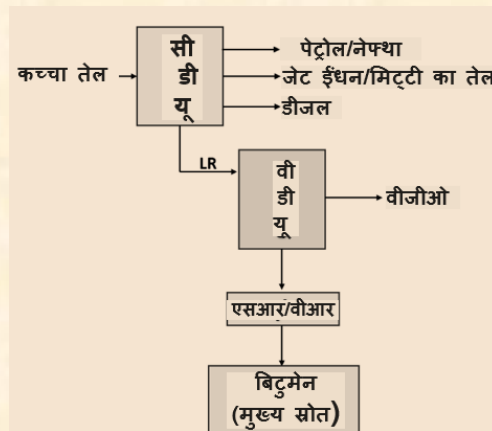 कच्चा तेल
सी
डी
यू
पेट्रोल/नेफ्था
जेट ईंधन/मिट्टी का तेल
डीजल
LR
वी
डी
यू
वीजीओ
एसआर/वीआर
बिटुमेन
(मुख्य स्रोत)